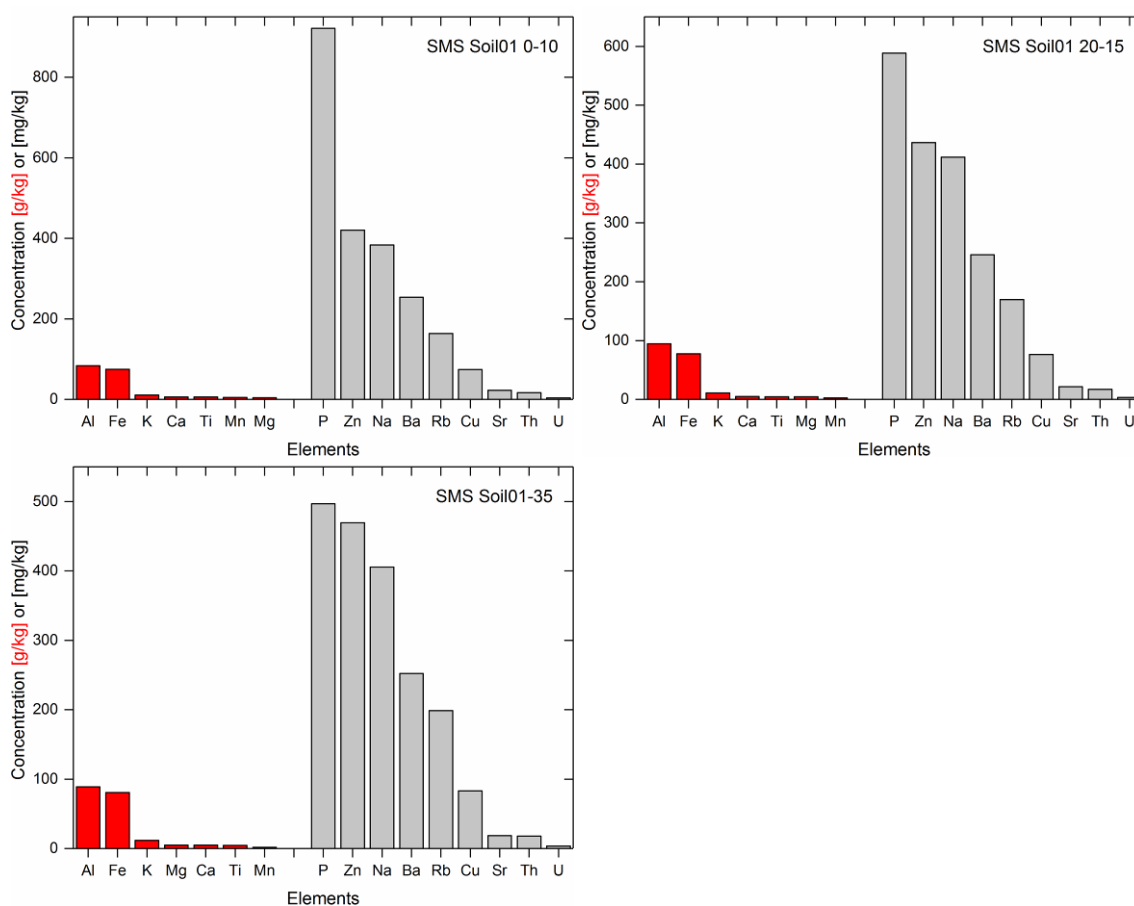 SMS Soil01 0-10
Concentration [g/kg] or [mg/kg]
800
600
400
200
0
Al Fe K Ca Ti Mn Mg P Zn Na Ba Rb Cu Sr Th U
Elements
SMS Soil01 20-15
Concentration [g/kg] or [mg/kg]
600
500
400
300
200
100
0
Al Fe K Ca Ti Mg Mn P Zn Na Ba Rb Cu Sr Th U
Elements
SMS Soil01-35
Concentration [g/kg] or [mg/kg]
500
400
300
200
100
0
Al Fe K Mg Ca Ti Mn P Zn Na Ba Rb Cu Sr Th U
Elements